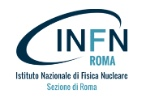 INFN
ROMA
Istituto Nazionale di Fisica Nucleare
Sezione di Roma